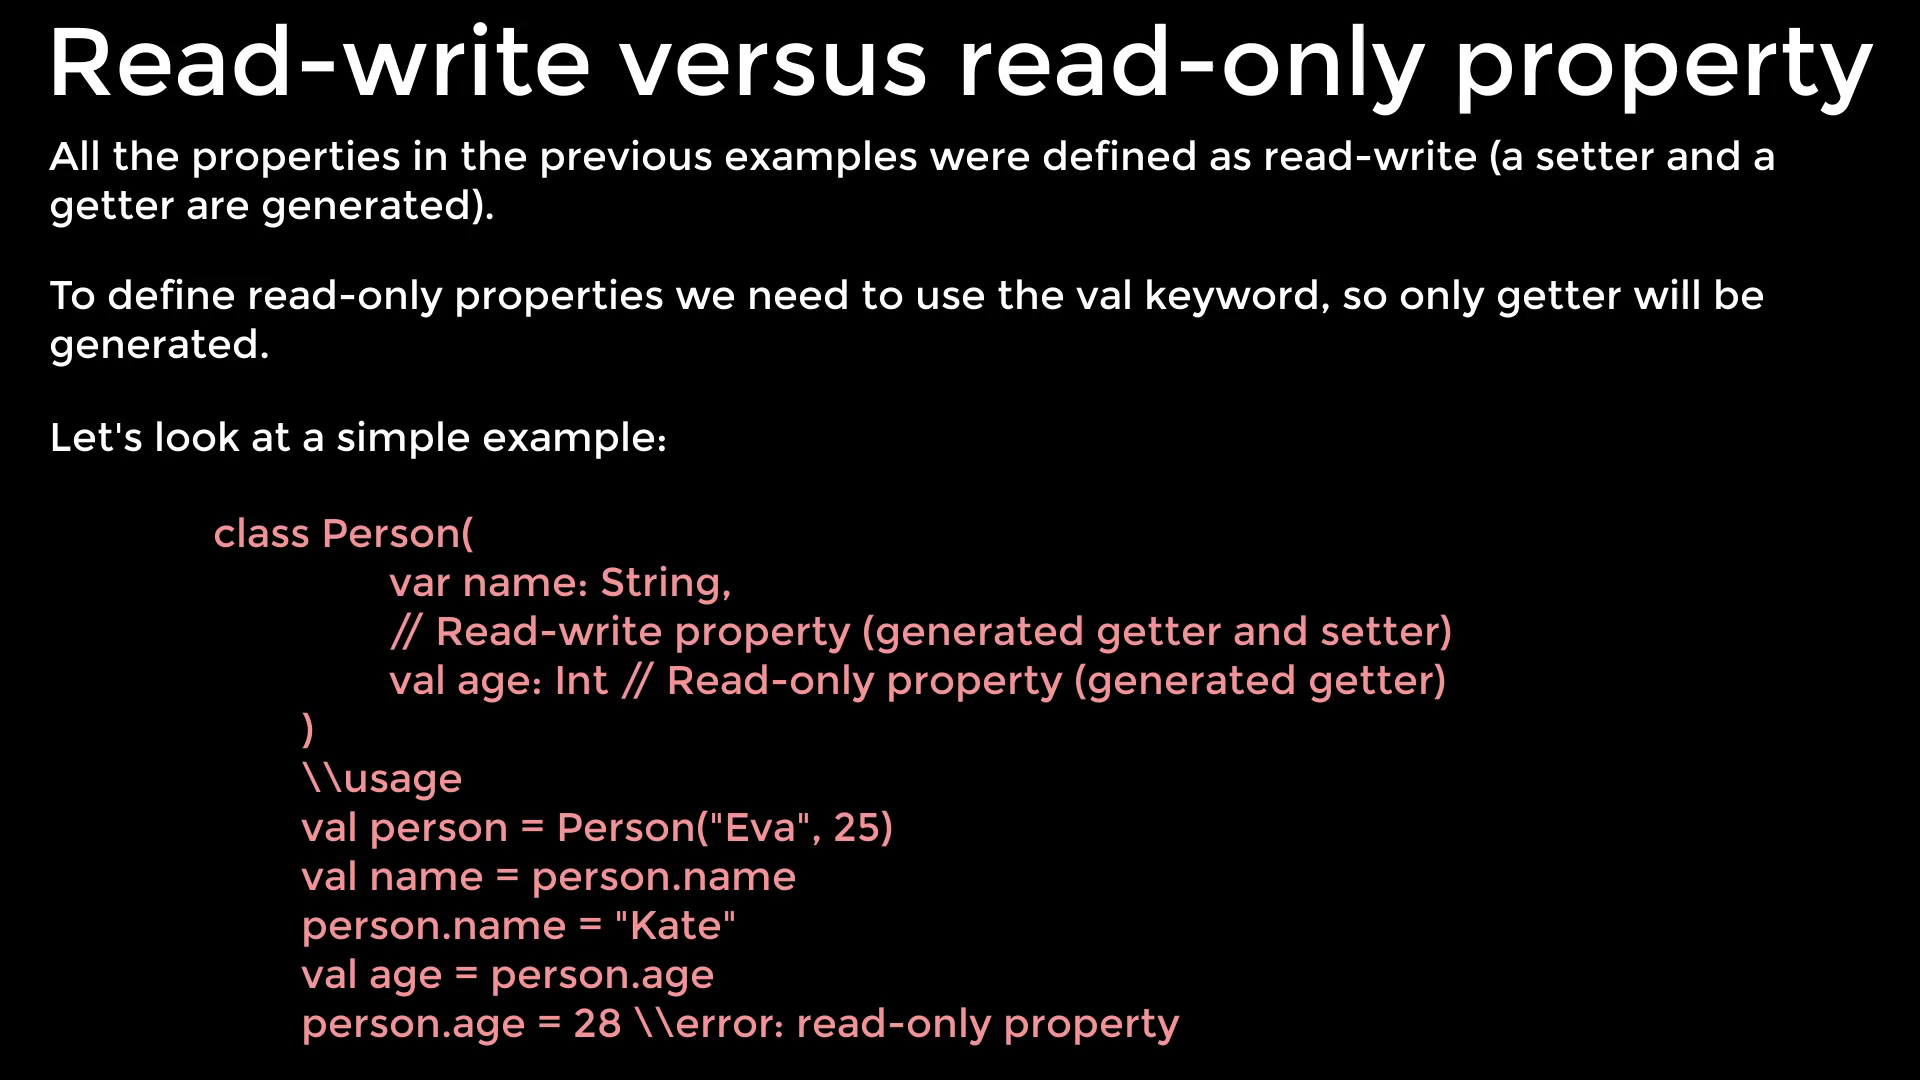 Read-write versus read-only property
All the properties in the previous examples were defined as read-write (a setter and a
getter are generated).
To define read-only properties we need to use the val keyword, so only getter will be
generated.
Let's look at a simple example:
class Person(
var name: String,
// Read-write property (generated getter and setter)
val age: Int // Read-only property (generated getter)
)
\\usage
val person = Person("Eva", 25)
val name = person.name
person.name = "Kate"
val age = person.age
person.age = 28 \\error: read-only property